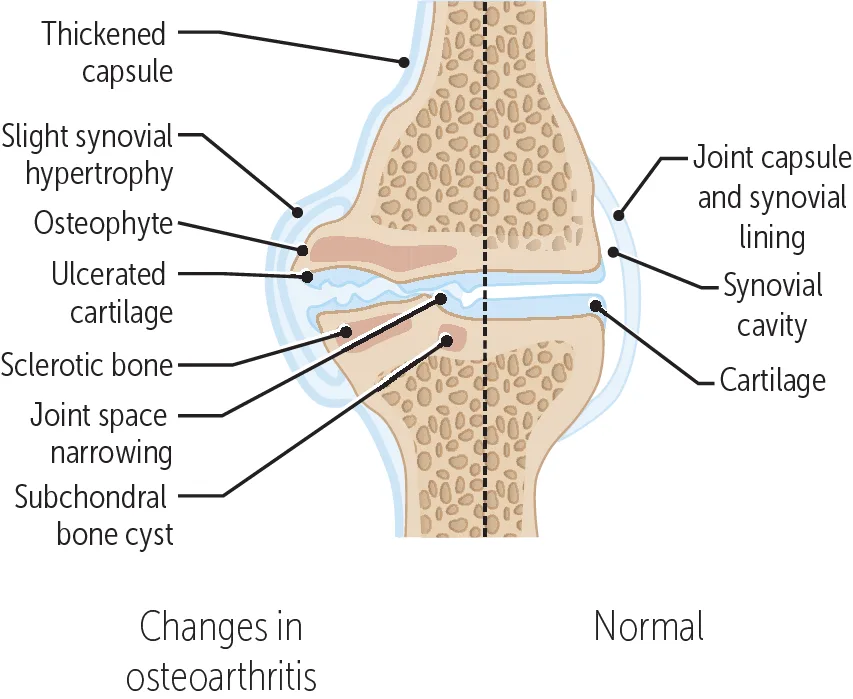 Thickened
capsule
Slight synovial
hypertrophy
Osteophyte
Ulcerated
cartilage
Sclerotic bone
Joint space
narrowing
Subchondral
bone cyst
Joint capsule
and synovial
lining
Synovial
cavity
Cartilage
Changes in
osteoarthritis
Normal